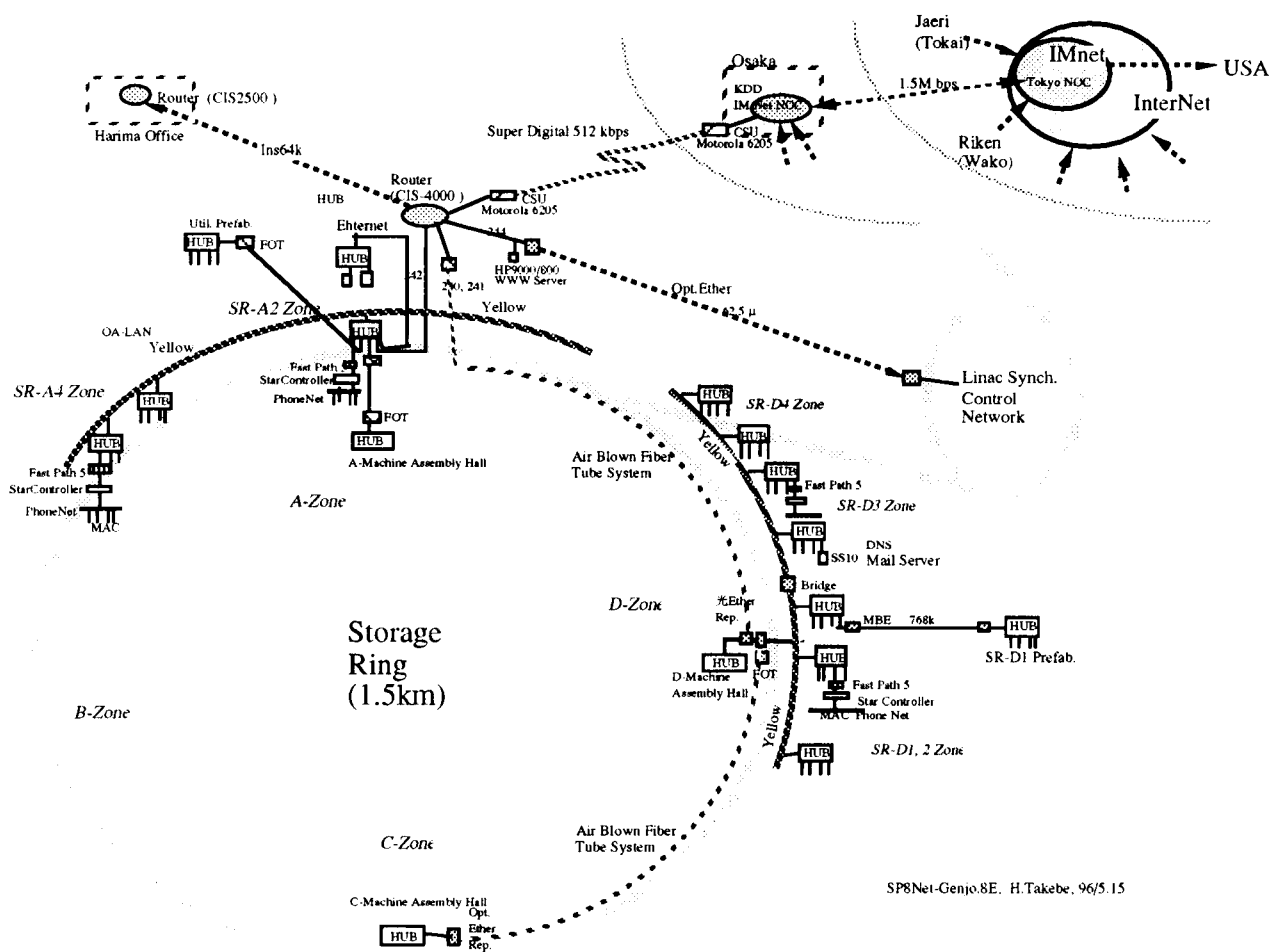 Jaeri
(Tokai)
IMnet
Tokyo NOC
USA
InterNet
Riken
(Wako)
1.5M bps
Osaka
KDD
IM Net NOC
CSU
Motorola 6205
Super Digital 512 kbps
Router (CIS2500 )
Harima Office
Ins64k
Router
(CIS-4000 )
CSU
Motorola 6205
HUB
Util. Prefab.
HUB
FOT
Ehternet
HUB
242
244
HP9000/800
WWW Server
240, 241
Opt.Ether
62.5 µ
Linac Synch.
Control
Network
SR-A2 Zone
Yellow
OA-LAN
Yellow
HUB
Fast Path 5
StarController
PhoneNet
FOT
HUB
A-Machine Assembly Hall
SR-A4 Zone
HUB
HUB
Fast Path 5
StarController
PhoneNet
MAC
A-Zone
Air Blown Fiber
Tube System
HUB
SR-D4 Zone
Yellow
HUB
HUB
Fast Path 5
SR-D3 Zone
HUB
SS10
DNS
Mail Server
Bridge
HUB
MBE 768k
HUB
SR-D1 Prefab.
D-Zone
光Ether
Rep.
HUB
D-Machine
Assembly Hall
FOT
HUB
Fast Path 5
Star Controller
MAC Phone Net
Yellow
HUB
SR-D1, 2 Zone
Storage
Ring
(1.5km)
B-Zone
C-Zone
Air Blown Fiber
Tube System
C-Machine Assembly Hall
HUB
Opt.
Ether
Rep.
SP8Net-Genjo.8E, H.Takebe, 96/5.15